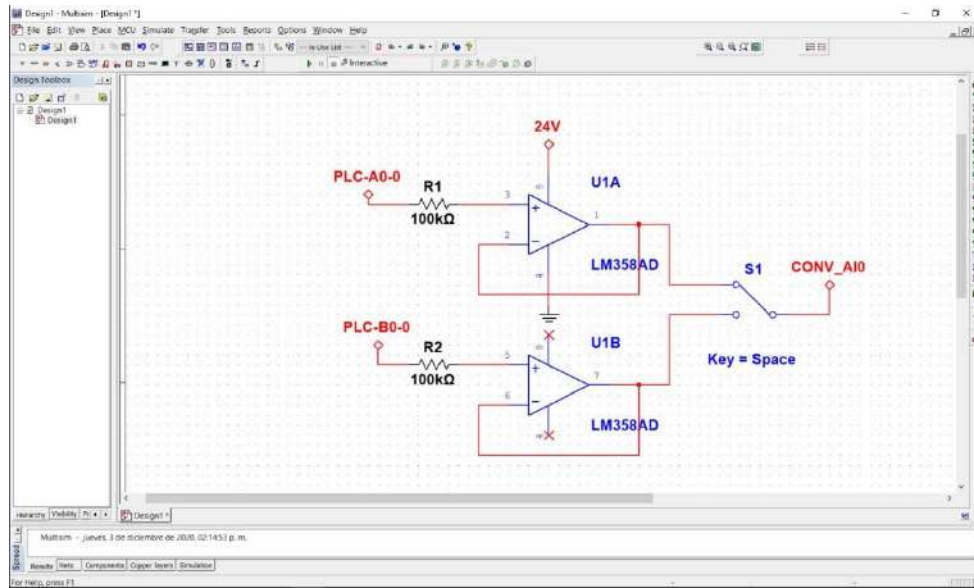 Design1 - Multisim - [Design1 *]
File Edit View Place MCU Simulate Transfer Tools Reports Options Window Help
Interactive
Design Toolbox
Design1
Design1
24V
PLC-A0-0
R1
100kΩ
3
2
1
U1A
LM358AD
S1
CONV_AI0
Key = Space
PLC-B0-0
R2
100kΩ
5
6
7
U1B
LM358AD
Hierarchy Visibility
Design1 *
Multisim - jueves, 3 de diciembre de 2020, 02:14:53 p. m.
Results Nets Components Copper layers Simulation
For Help, press F1